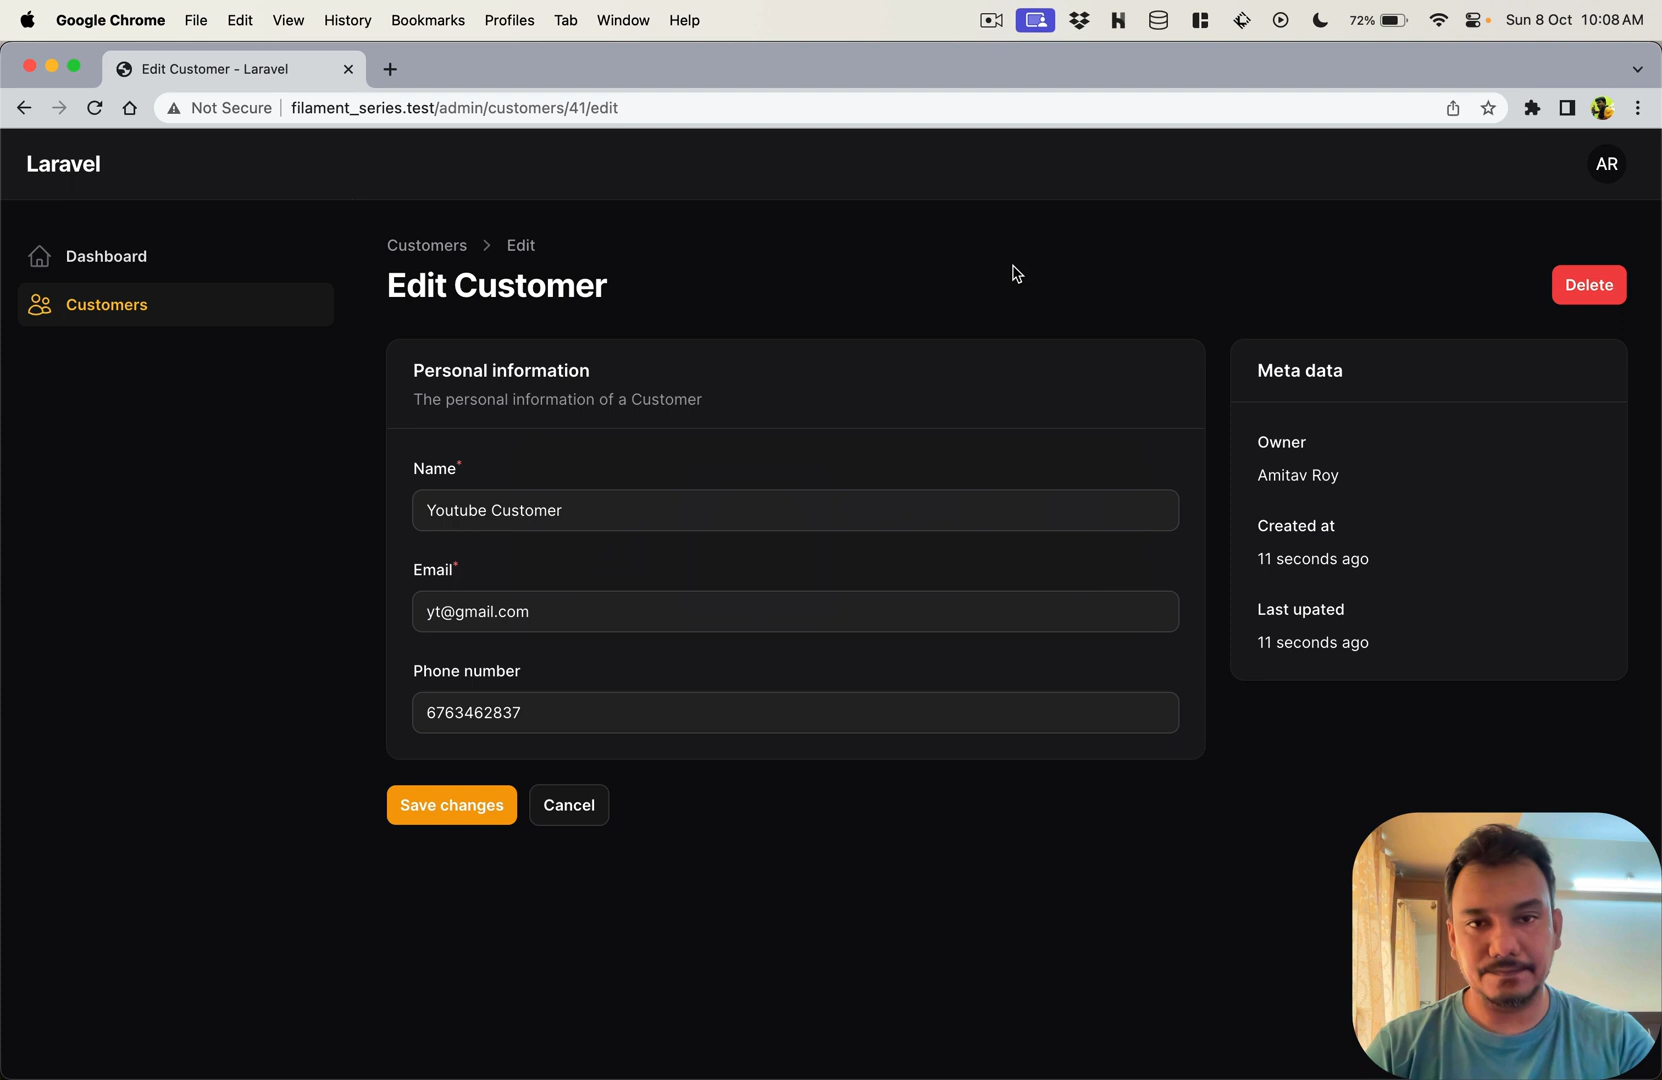 Google Chrome File Edit View History Bookmarks Profiles Tab Window Help 72% Sun 8 Oct 10:08 AM
Edit Customer - Laravel
Not Secure filament_series.test/admin/customers/41/edit
Laravel
AR
Dashboard
Customers
Customers > Edit
Edit Customer
Delete
Personal information
The personal information of a Customer
Name*
Youtube Customer
Email*
yt@gmail.com
Phone number
6763462837
Save changes
Cancel
Meta data
Owner
Amitav Roy
Created at
11 seconds ago
Last upated
11 seconds ago